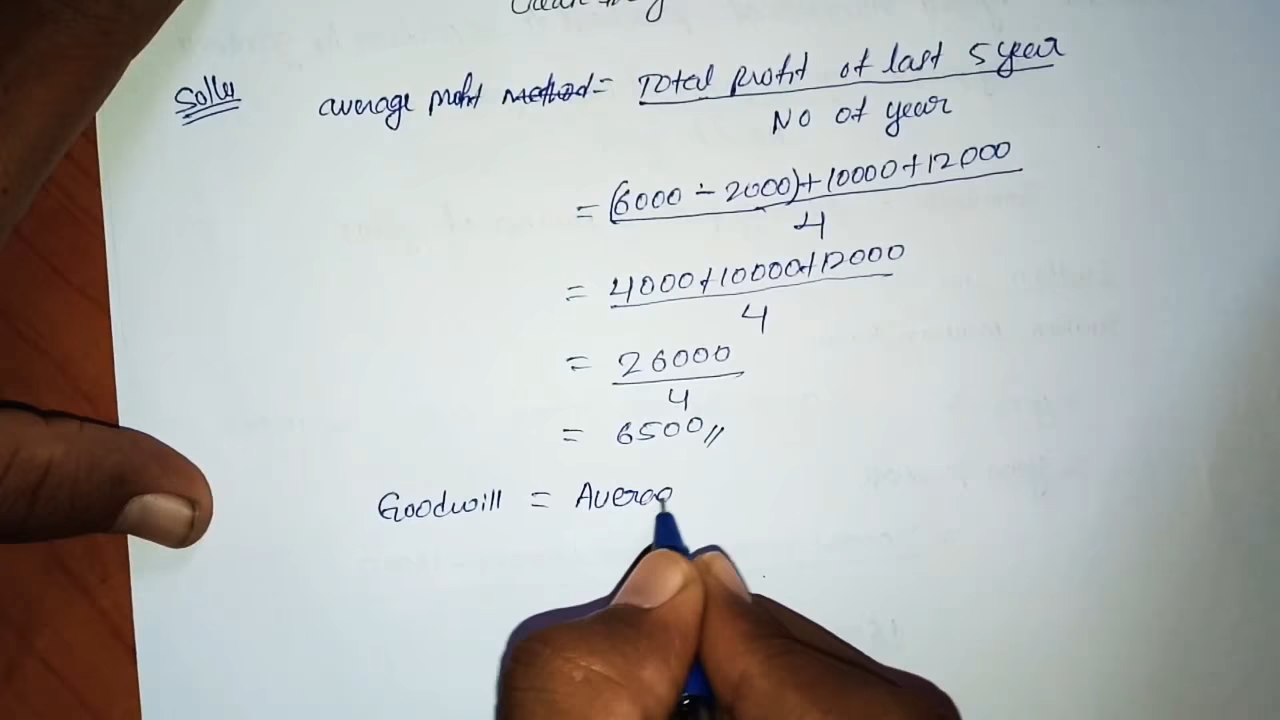 Solln
average profit method = Total profit of last 5 year
No of year
= (6000 - 2000)+10000+12000
4
= 4000+10000+12000
4
= 26000
4
= 6500//
Goodwill = Averag